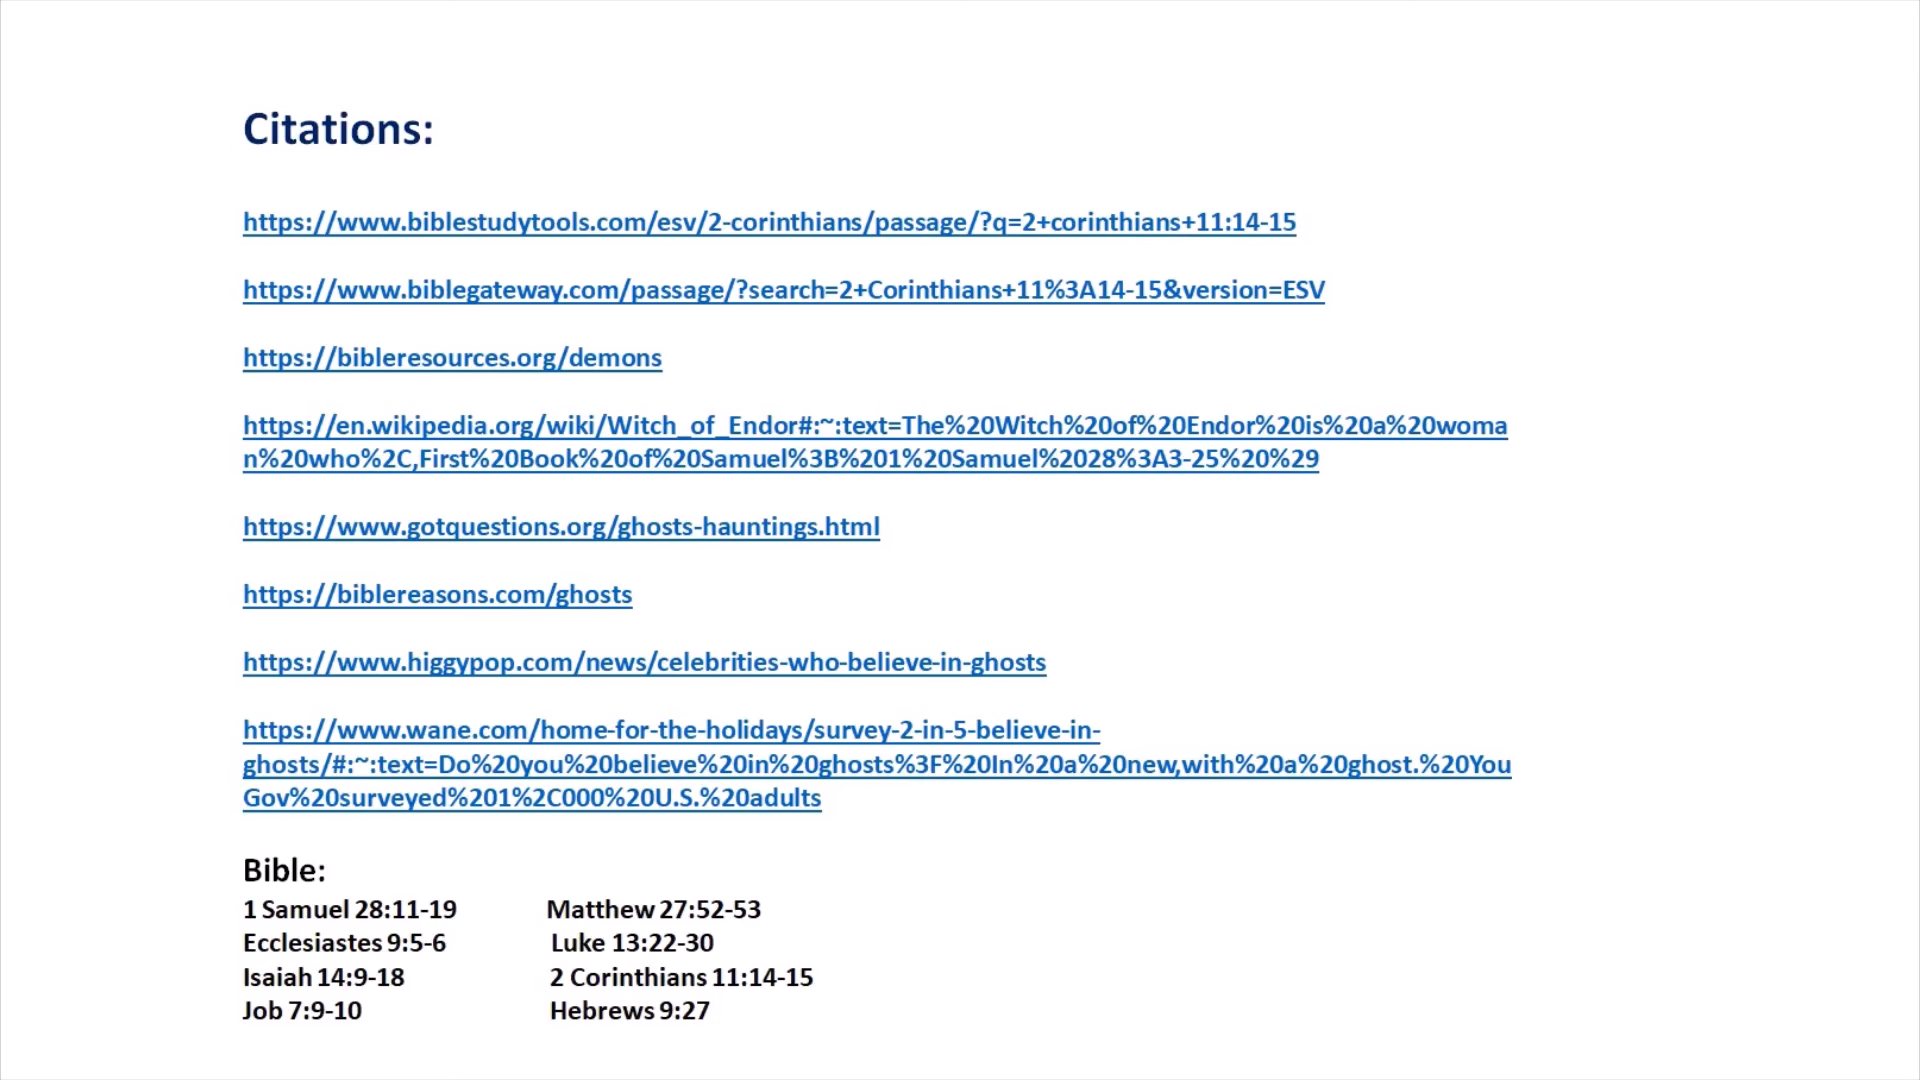 Citations:
https://www.biblestudytools.com/esv/2-corinthians/passage/?q=2+corinthians+11:14-15
https://www.biblegateway.com/passage/?search=2+Corinthians+11%3A14-15&version=ESV
https://bibleresources.org/demons
https://en.wikipedia.org/wiki/Witch_of_Endor#:~:text=The%20Witch%20of%20Endor%20is%20a%20woma
n%20who%2C,First%20Book%20of%20Samuel%3B%201%20Samuel%2028%3A3-25%20%29
https://www.gotquestions.org/ghosts-hauntings.html
https://biblereasons.com/ghosts
https://www.higgypop.com/news/celebrities-who-believe-in-ghosts
https://www.wane.com/home-for-the-holidays/survey-2-in-5-believe-in-
ghosts/#:~:text=Do%20you%20believe%20in%20ghosts%3F%20In%20a%20new,with%20a%20ghost.%20You
Gov%20surveyed%201%2C000%20U.S.%20adults
Bible:
1 Samuel 28:11-19 Matthew 27:52-53
Ecclesiastes 9:5-6 Luke 13:22-30
Isaiah 14:9-18 2 Corinthians 11:14-15
Job 7:9-10 Hebrews 9:27